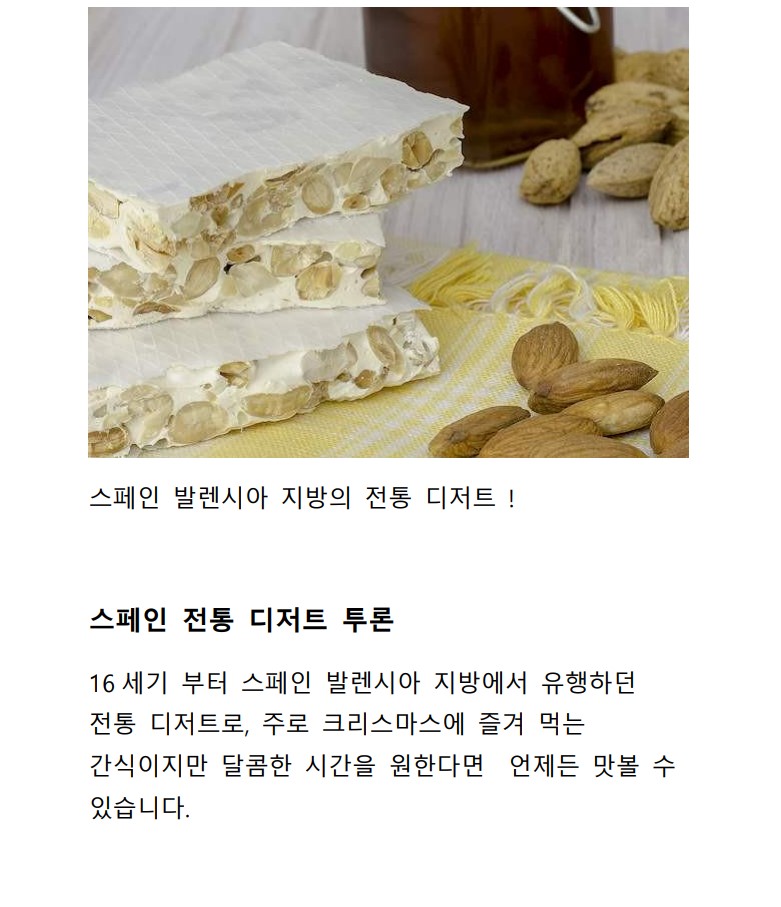 스페인 발렌시아 지방의 전통 디저트 !
스페인 전통 디저트 투론
16 세기 부터 스페인 발렌시아 지방에서 유행하던
전통 디저트로, 주로 크리스마스에 즐겨 먹는
간식이지만 달콤한 시간을 원한다면 언제든 맛볼 수
있습니다.